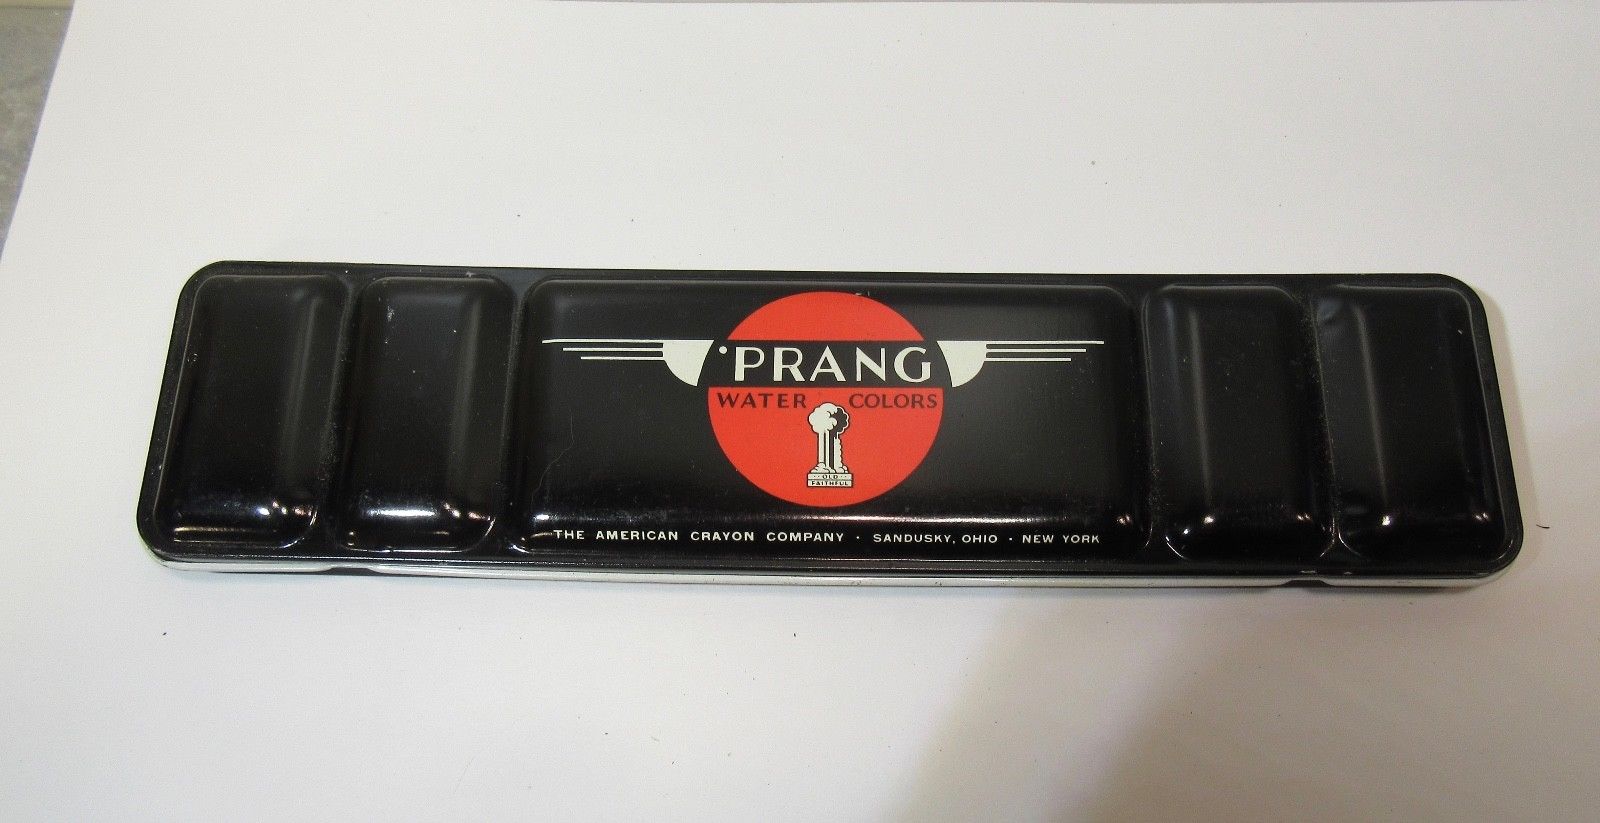 ·PRANG
WATER COLORS
OLD
FAITHFUL
THE AMERICAN CRAYON COMPANY · SANDUSKY, OHIO · NEW YORK